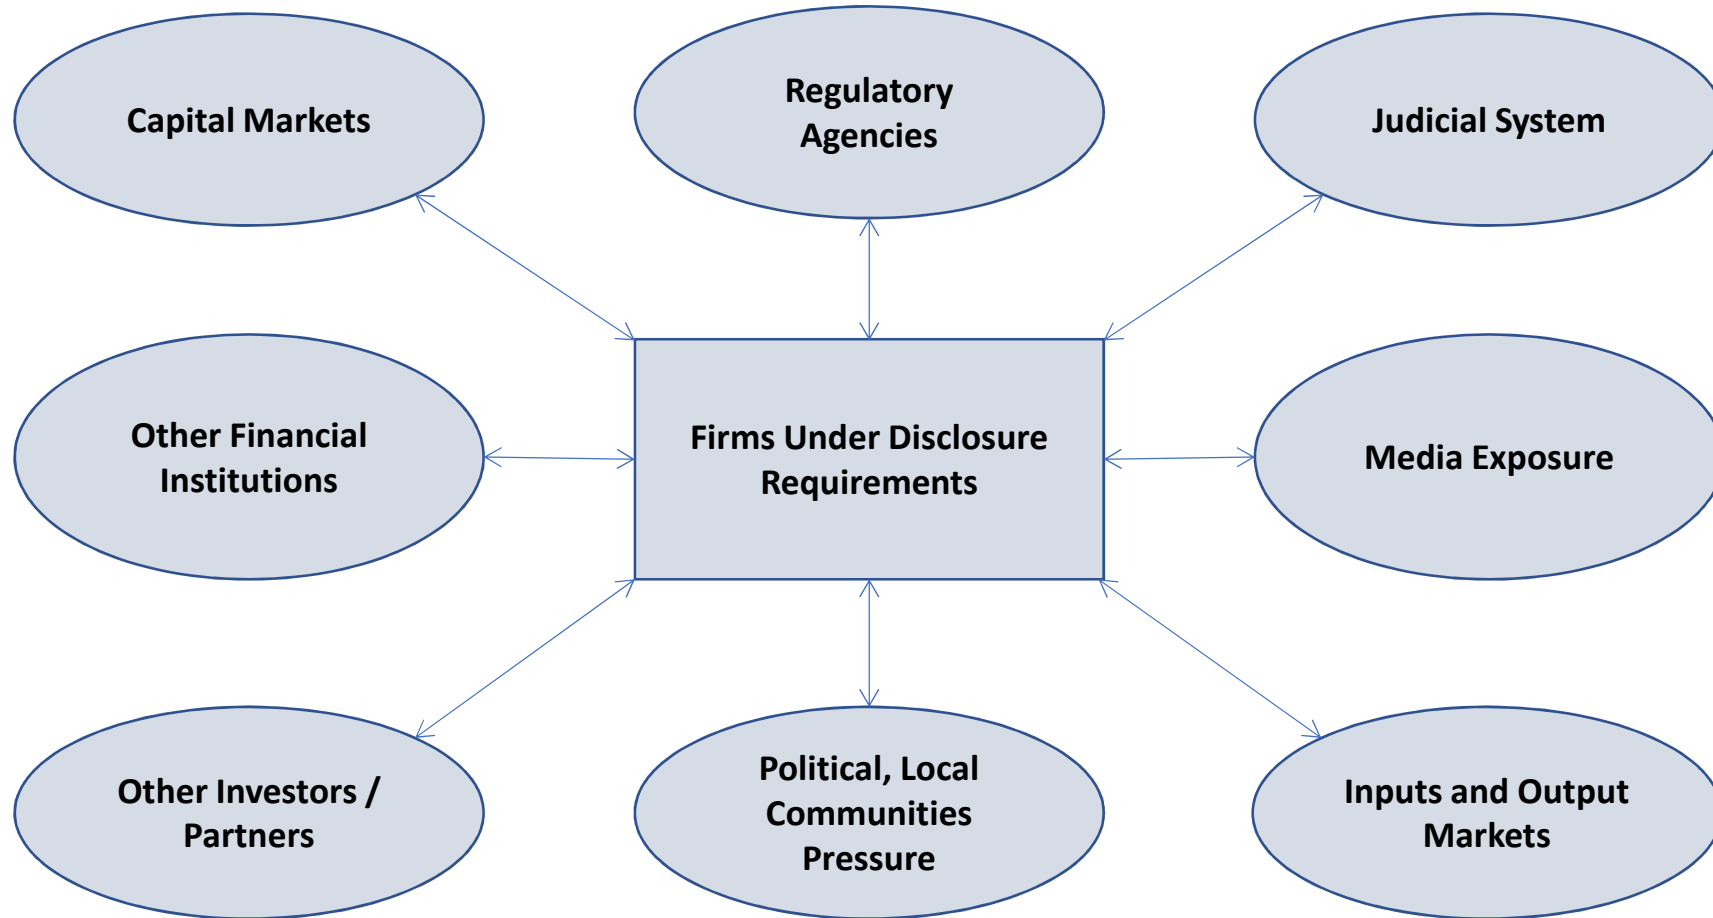 Capital Markets
Regulatory
Agencies
Judicial System
Other Financial
Institutions
Firms Under Disclosure
Requirements
Media Exposure
Other Investors /
Partners
Political, Local
Communities
Pressure
Inputs and Output
Markets